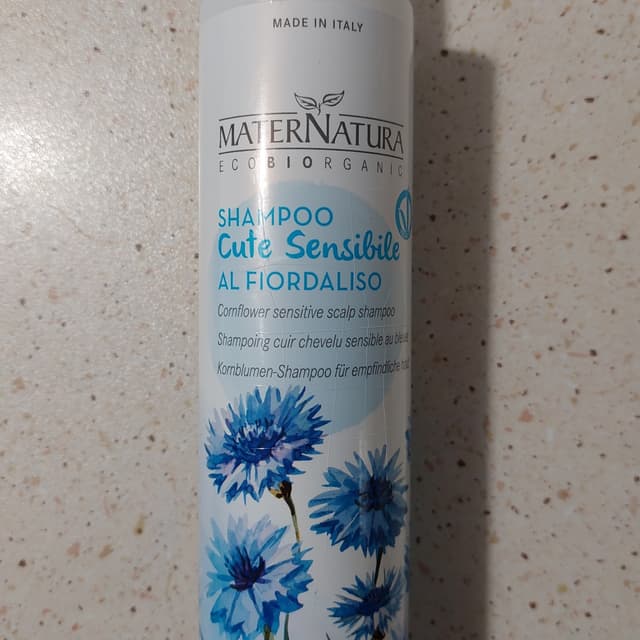 MADE IN ITALY
MATERNATURA
ECOBIORGANIC
SHAMPOO
Cute Sensibile
AL FIORDALISO
Cornflower sensitive scalp shampoo
Shampoing cuir chevelu sensible au
Kornblumen-Shampoo für empfindliche